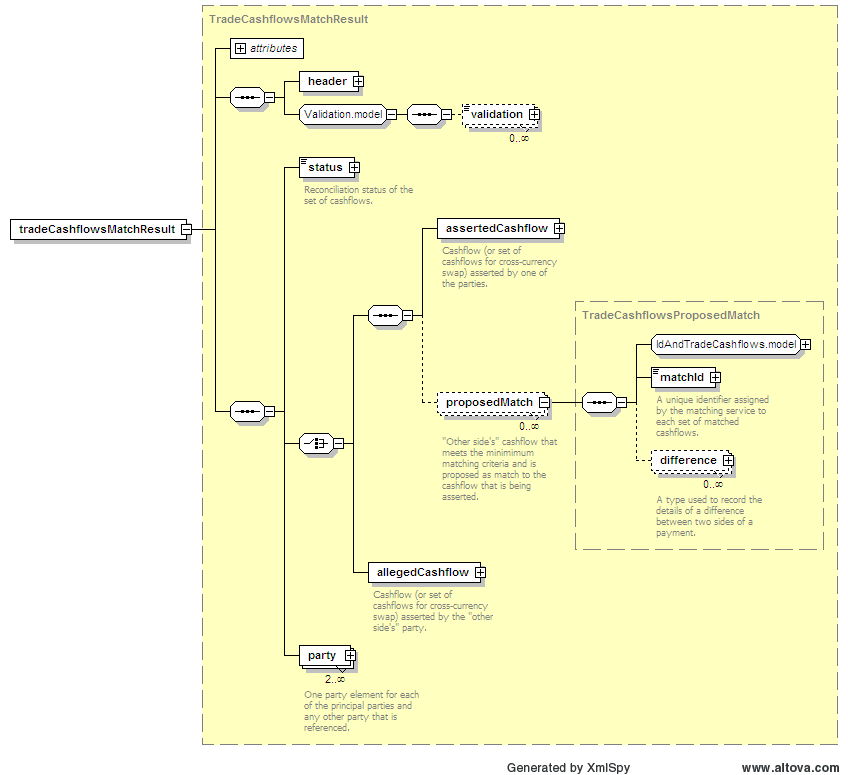 TradeCashflowsMatchResult
attributes
header
Validation.model
validation
0..∞
status
Reconciliation status of the
set of cashflows.
tradeCashflowsMatchResult
assertedCashflow
Cashflow (or set of
cashflows for cross-currency
swap) asserted by one of
the parties.
TradeCashflowsProposedMatch
IdAndTradeCashflows.model
matchId
A unique identifier assigned
by the matching service to
each set of matched
cashflows.
proposedMatch
0..∞
"Other side's" cashflow that
meets the minimimum
matching criteria and is
proposed as match to the
cashflow that is being
asserted.
difference
0..∞
A type used to record the
details of a difference
between two sides of a
payment.
allegedCashflow
Cashflow (or set of
cashflows for cross-currency
swap) asserted by the "other
side's" party.
party
2..∞
One party element for each
of the principal parties and
any other party that is
referenced.
Generated by XmlSpy
www.altova.com